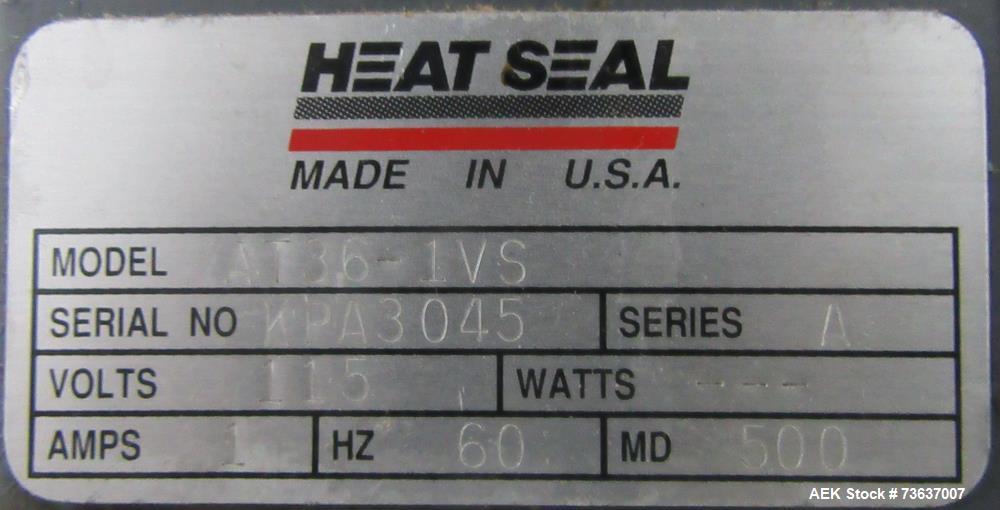 HEAT SEAL
MADE IN U.S.A.
MODEL AT36-1VS
SERIAL NO KPA3045 SERIES A
VOLTS 115 WATTS ---
AMPS 1 HZ 60 MD 500
AEK Stock # 73637007